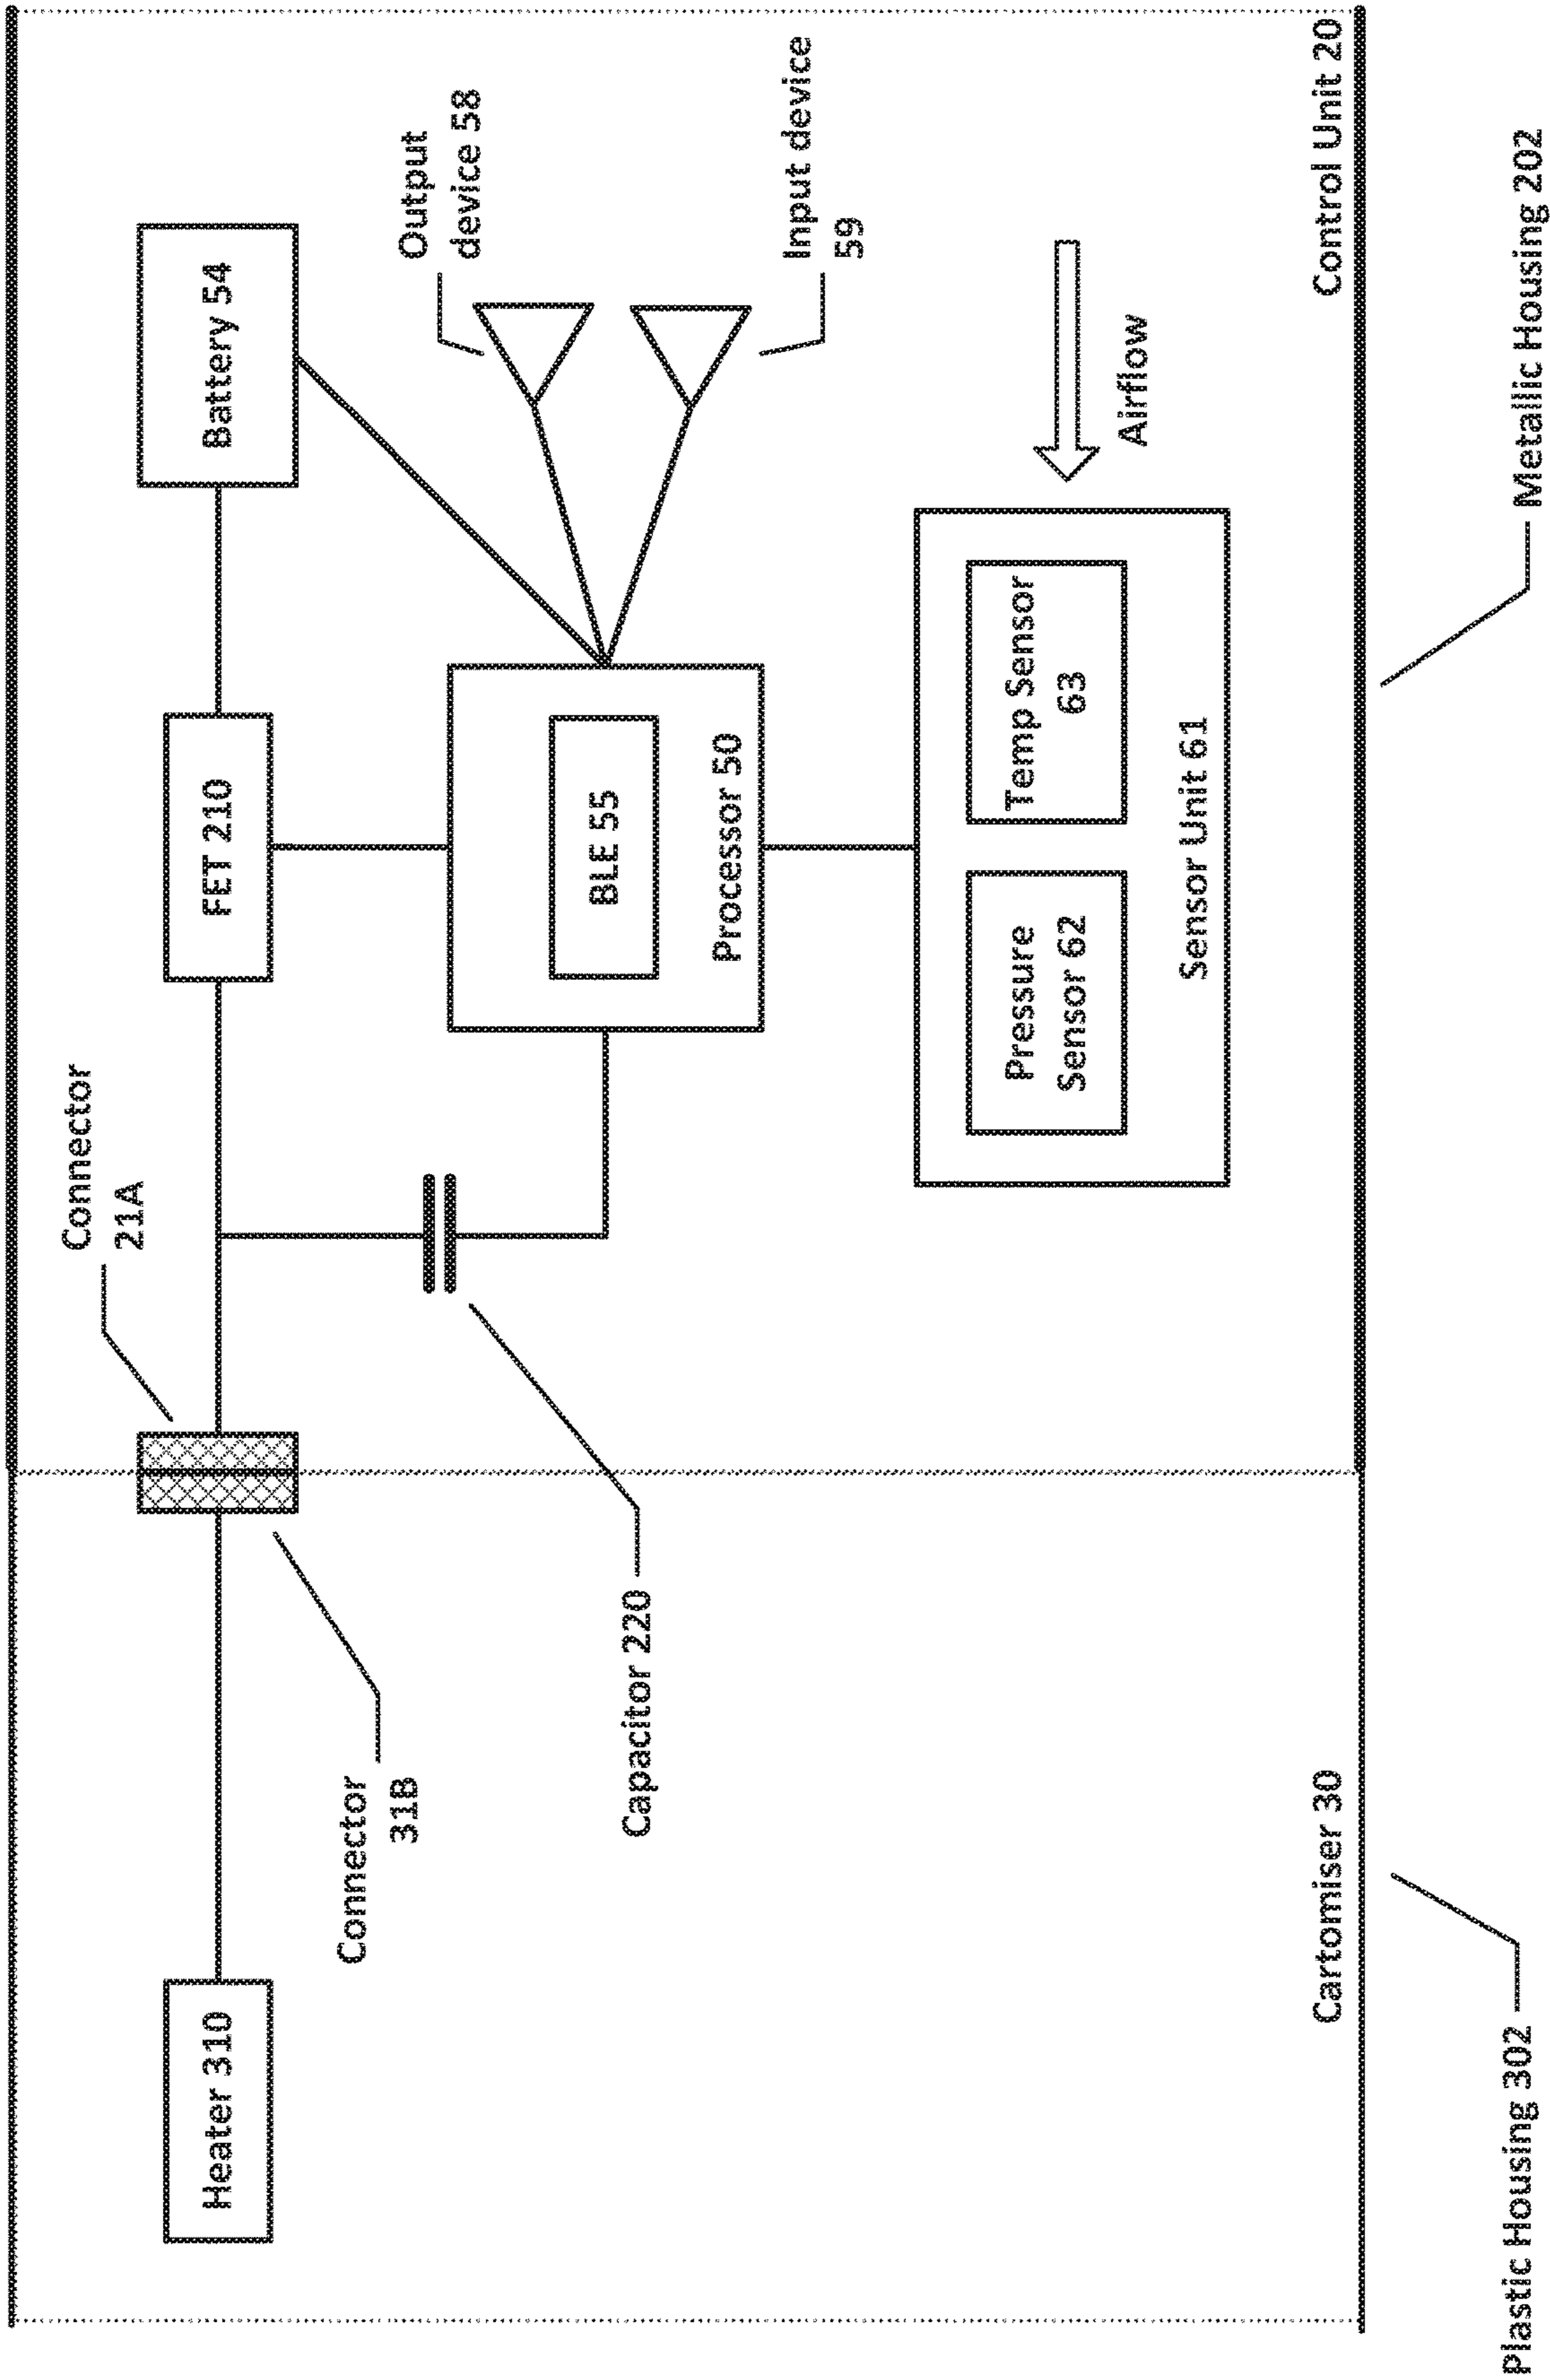 Connector
21A
Battery 54
FET 210
Heater 310
Output
device 58
Connector
31B
BLE 55
Processor 50
Input device
59
Capacitor 220
Airflow
Temp Sensor
63
Pressure
Sensor 62
Sensor Unit 61
Cartomiser 30
Control Unit 20
Plastic Housing 302
Metallic Housing 202